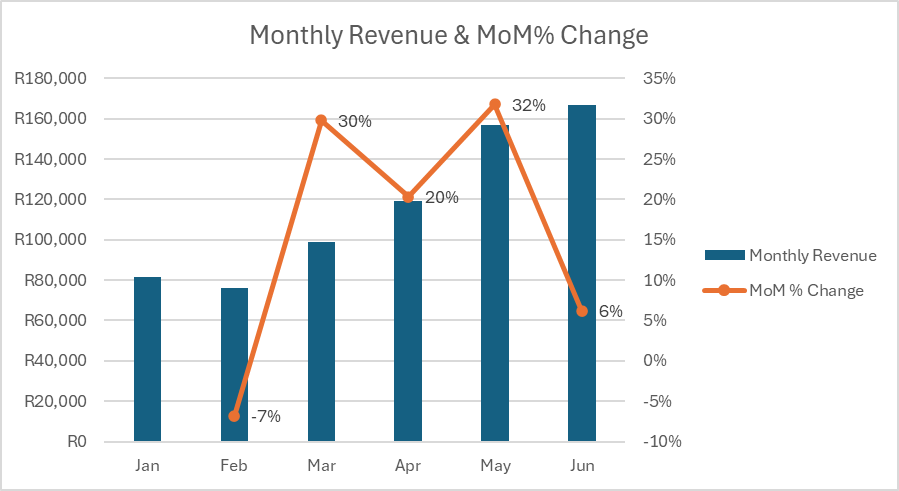 Monthly Revenue & MoM% Change
R180,000
R160,000
R140,000
R120,000
R100,000
R80,000
R60,000
R40,000
R20,000
R0
-7%
30%
20%
32%
6%
35%
30%
25%
20%
15%
10%
5%
0%
-5%
-10%
Jan Feb Mar Apr May Jun
Monthly Revenue
MoM % Change